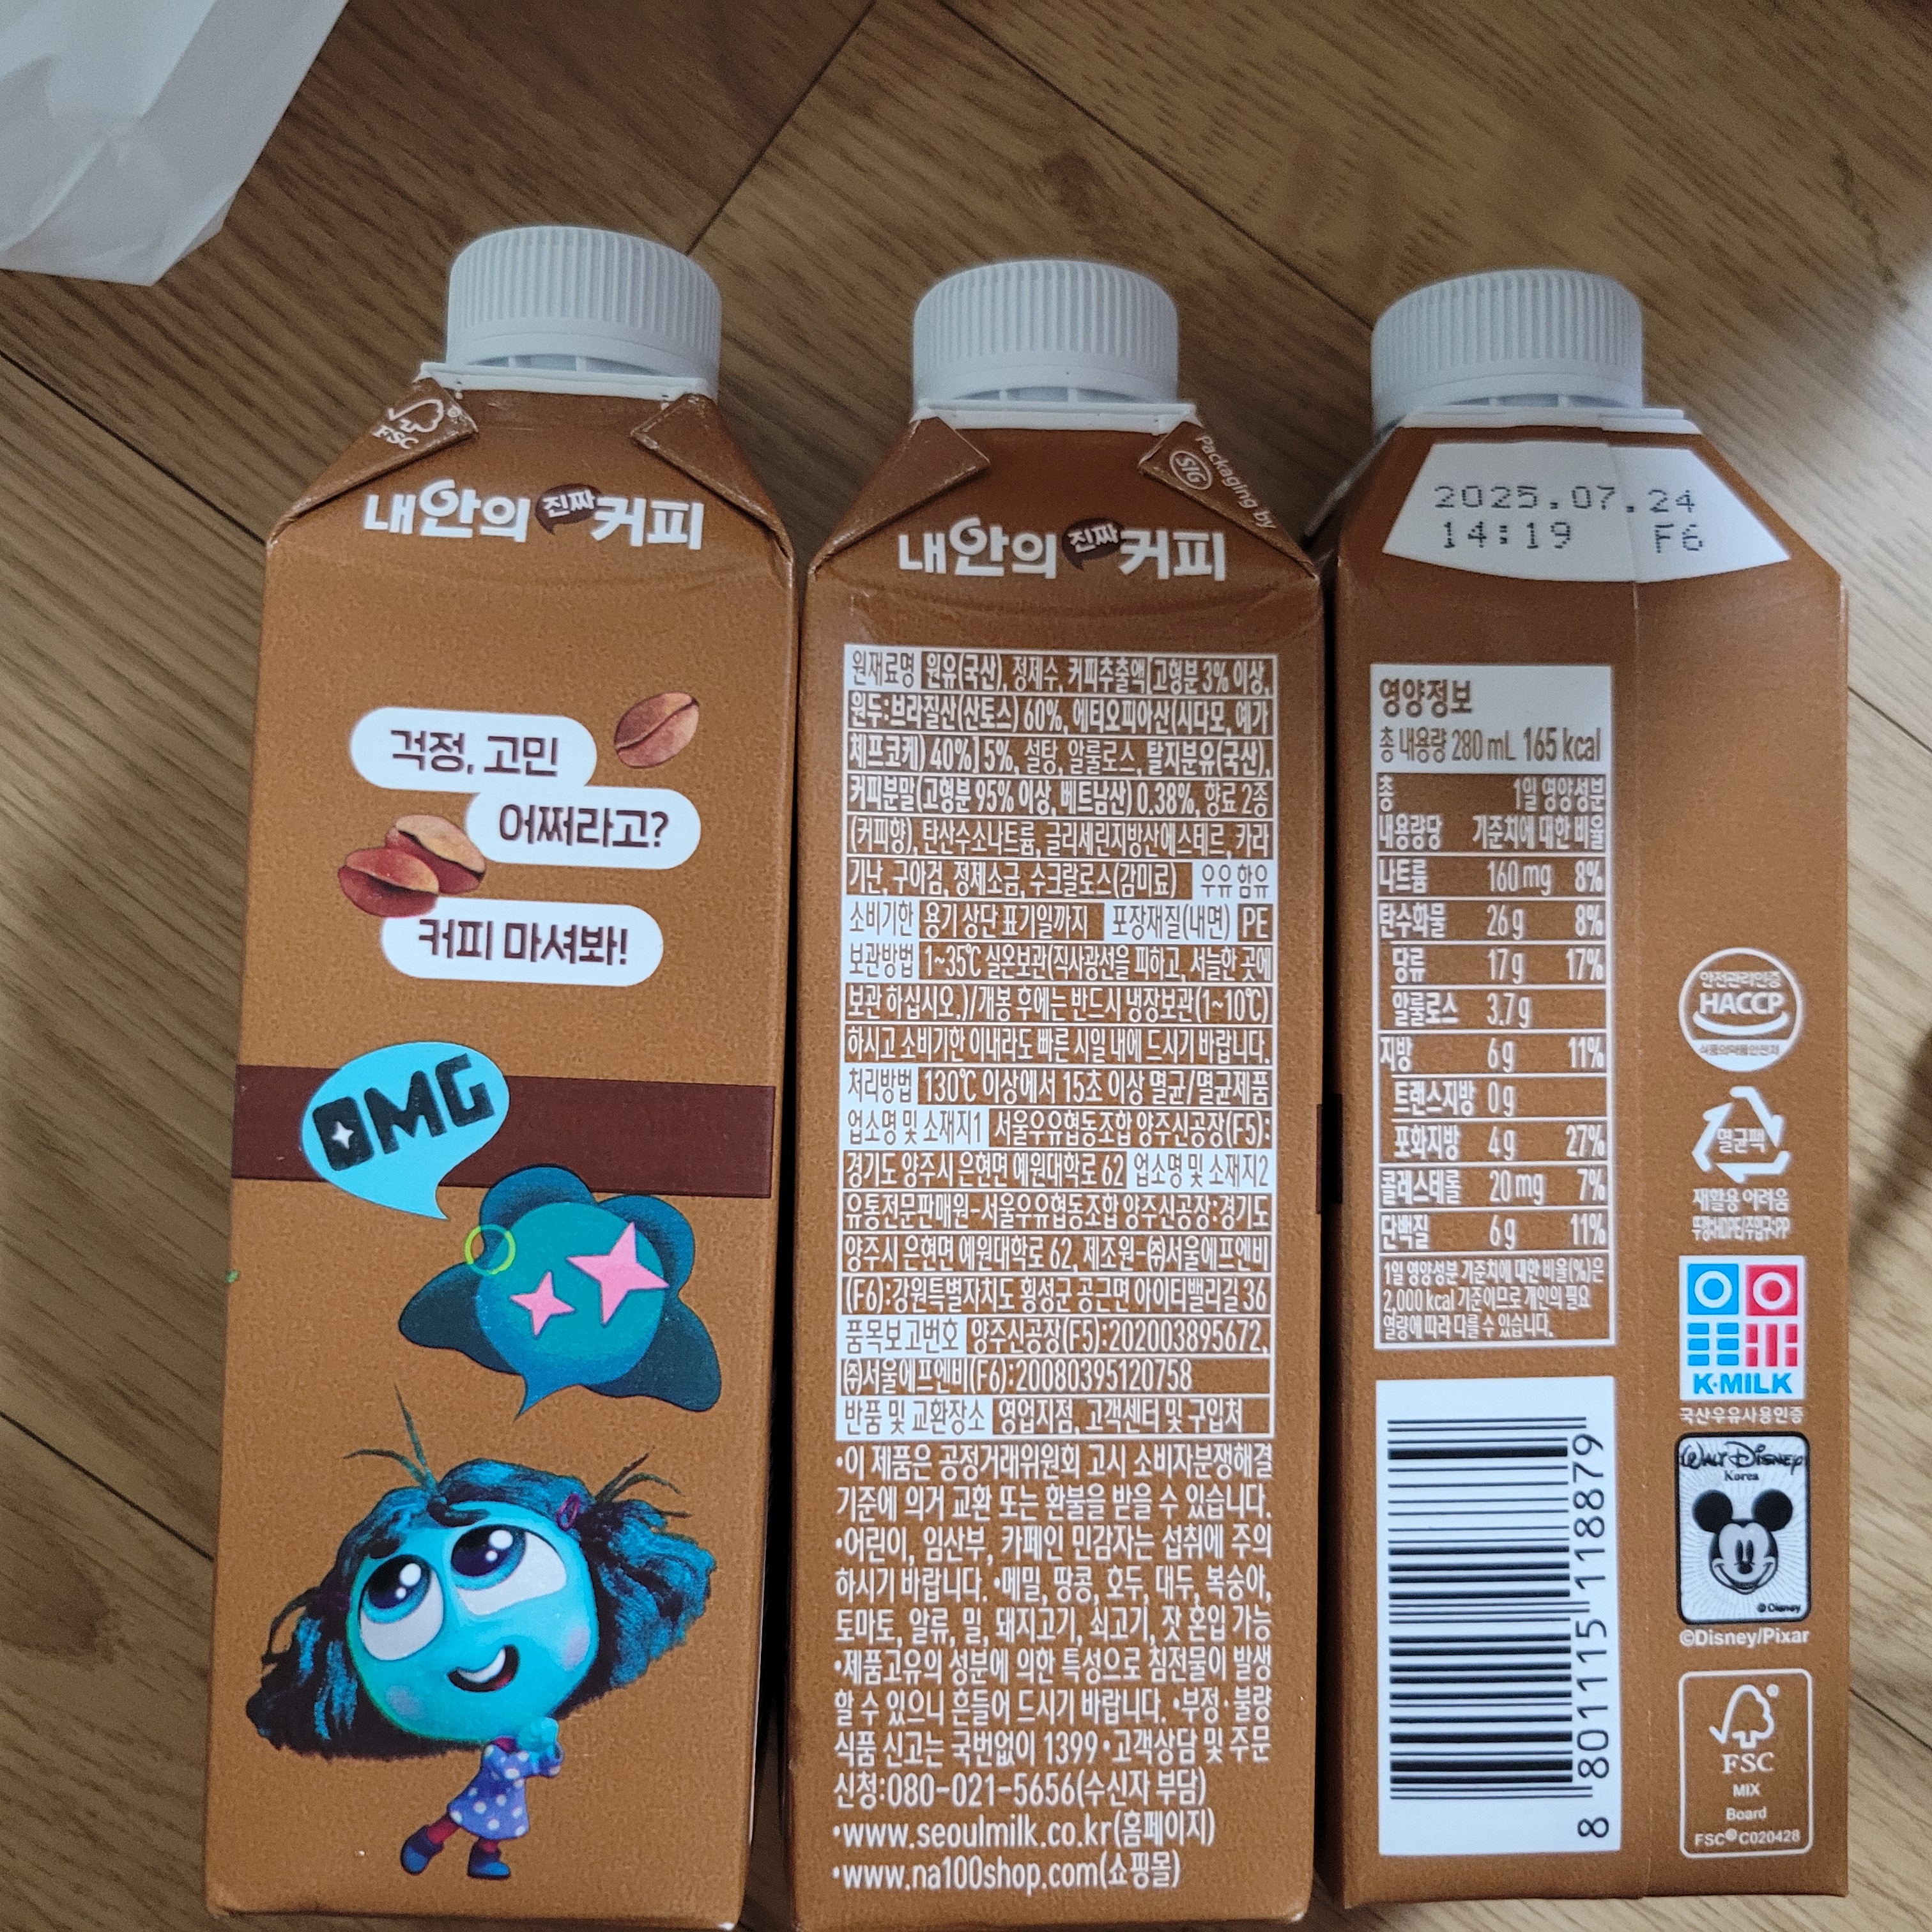 FSC
내안의 진짜 커피
걱정, 고민
어쩌라고?
커피 마셔봐!
OMG
Packaging by
SIG
내안의 진짜 커피
원재료명 원유(국산), 정제수, 커피추출액[고형분 3% 이상,
원두:브라질산(산토스) 60%, 에티오피아산(시다모, 예가
체프코케) 40%] 5%, 설탕, 알룰로스, 탈지분유(국산),
커피분말(고형분 95% 이상, 베트남산) 0.38%, 향료 2종
(커피향), 탄산수소나트륨, 글리세린지방산에스테르, 카라
기난, 구아검, 정제소금, 수크랄로스(감미료) 우유 함유
소비기한 용기 상단 표기일까지 포장재질(내면) PE
보관방법 1~35℃ 실온보관(직사광선을 피하고, 서늘한 곳에
보관 하십시오.)/개봉 후에는 반드시 냉장보관(1~10℃)
하시고 소비기한 이내라도 빠른 시일 내에 드시기 바랍니다.
처리방법 130℃ 이상에서 15초 이상 멸균/멸균제품
업소명 및 소재지1 서울우유협동조합 양주신공장(F5):
경기도 양주시 은현면 예원대학로 62 업소명 및 소재지2
유통전문판매원-서울우유협동조합 양주신공장:경기도
양주시 은현면 예원대학로 62, 제조원-㈜서울에프엔비
(F6):강원특별자치도 횡성군 공근면 아이티밸리길 36
품목보고번호 양주신공장(F5):202003895672,
㈜서울에프엔비(F6):20080395120758
반품 및 교환장소 영업지점, 고객센터 및 구입처
•이 제품은 공정거래위원회 고시 소비자분쟁해결
기준에 의거 교환 또는 환불을 받을 수 있습니다.
•어린이, 임산부, 카페인 민감자는 섭취에 주의
하시기 바랍니다. •메밀, 땅콩, 호두, 대두, 복숭아,
토마토, 알류, 밀, 돼지고기, 쇠고기, 잣 혼입 가능
•제품고유의 성분에 의한 특성으로 침전물이 발생
할 수 있으니 흔들어 드시기 바랍니다. •부정·불량
식품 신고는 국번없이 1399 •고객상담 및 주문
신청:080-021-5656(수신자 부담)
•www.seoulmilk.co.kr(홈페이지)
•www.na100shop.com(쇼핑몰)
2025.07.24
14:19 F6
영양정보
총 내용량 280 mL 165 kcal
총 1일 영양성분
내용량당 기준치에 대한 비율
나트륨 160 mg 8%
탄수화물 26 g 8%
당류 17 g 17%
알룰로스 3.7 g
지방 6 g 11%
트랜스지방 0 g
포화지방 4 g 27%
콜레스테롤 20 mg 7%
단백질 6 g 11%
1일 영양성분 기준치에 대한 비율(%)은
2,000 kcal 기준이므로 개인의 필요
열량에 따라 다를 수 있습니다.
8 801115 118879
안전관리인증
HACCP
식품의약품안전처
멸균팩
재활용 어려움
뚜껑:HDPE/주입구:PP
K·MILK
국산우유사용인증
WALT DISNEY
Korea
© Disney
©Disney/Pixar
FSC
MIX
Board
FSC® C020428